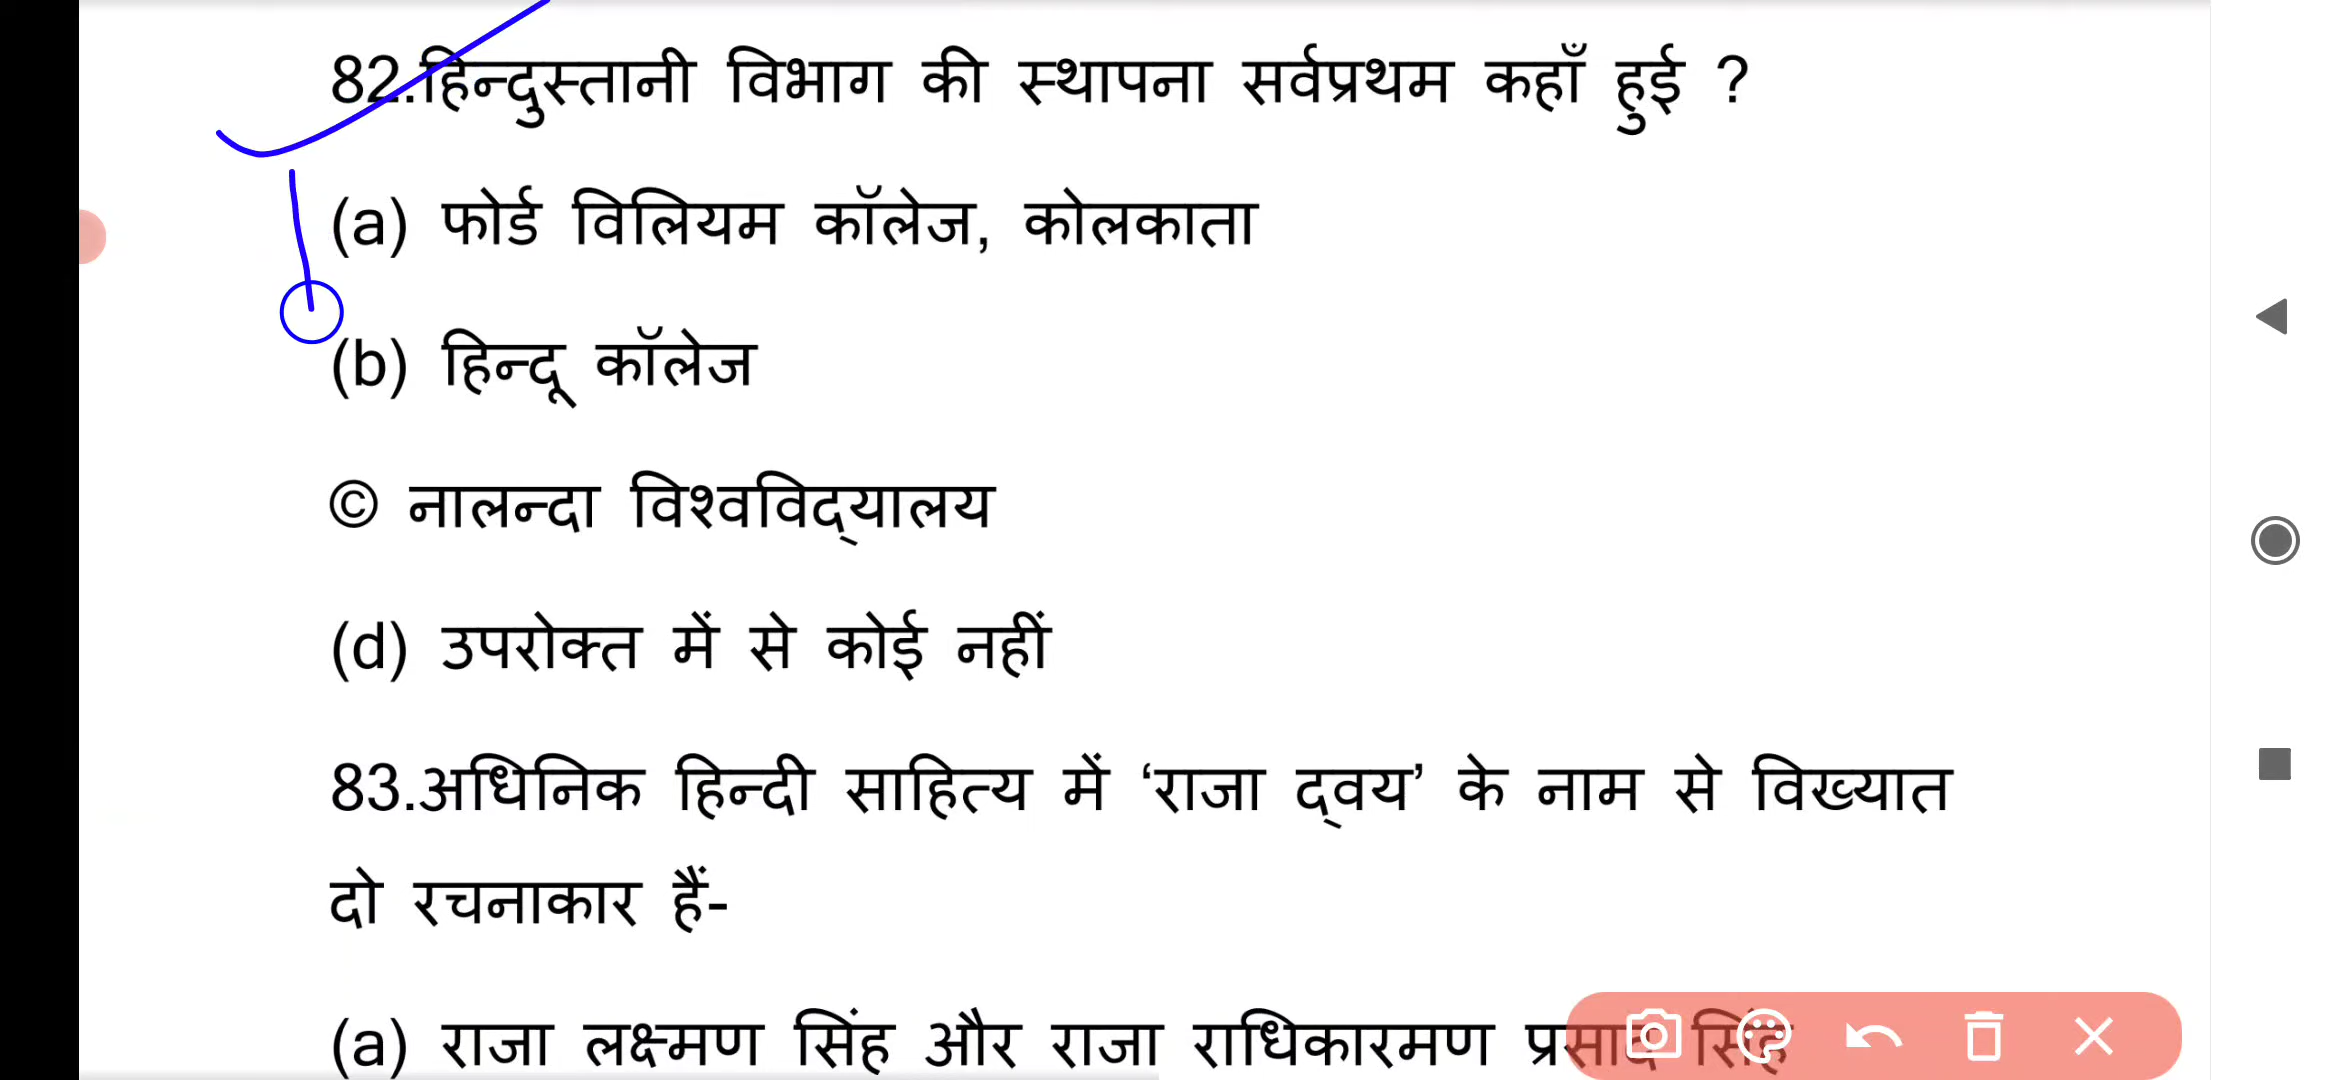 82.हिन्दुस्तानी विभाग की स्थापना सर्वप्रथम कहाँ हुई ?
(a) फोर्ड विलियम कॉलेज, कोलकाता
(b) हिन्दू कॉलेज
© नालन्दा विश्वविद्‌यालय
(d) उपरोक्त में से कोई नहीं
83.अधिनिक हिन्दी साहित्य में ‘राजा द्‌वय’ के नाम से विख्यात
दो रचनाकार हैं-
(a) राजा लक्ष्मण सिंह और राजा राधिकारमण प्रसाद सिंह